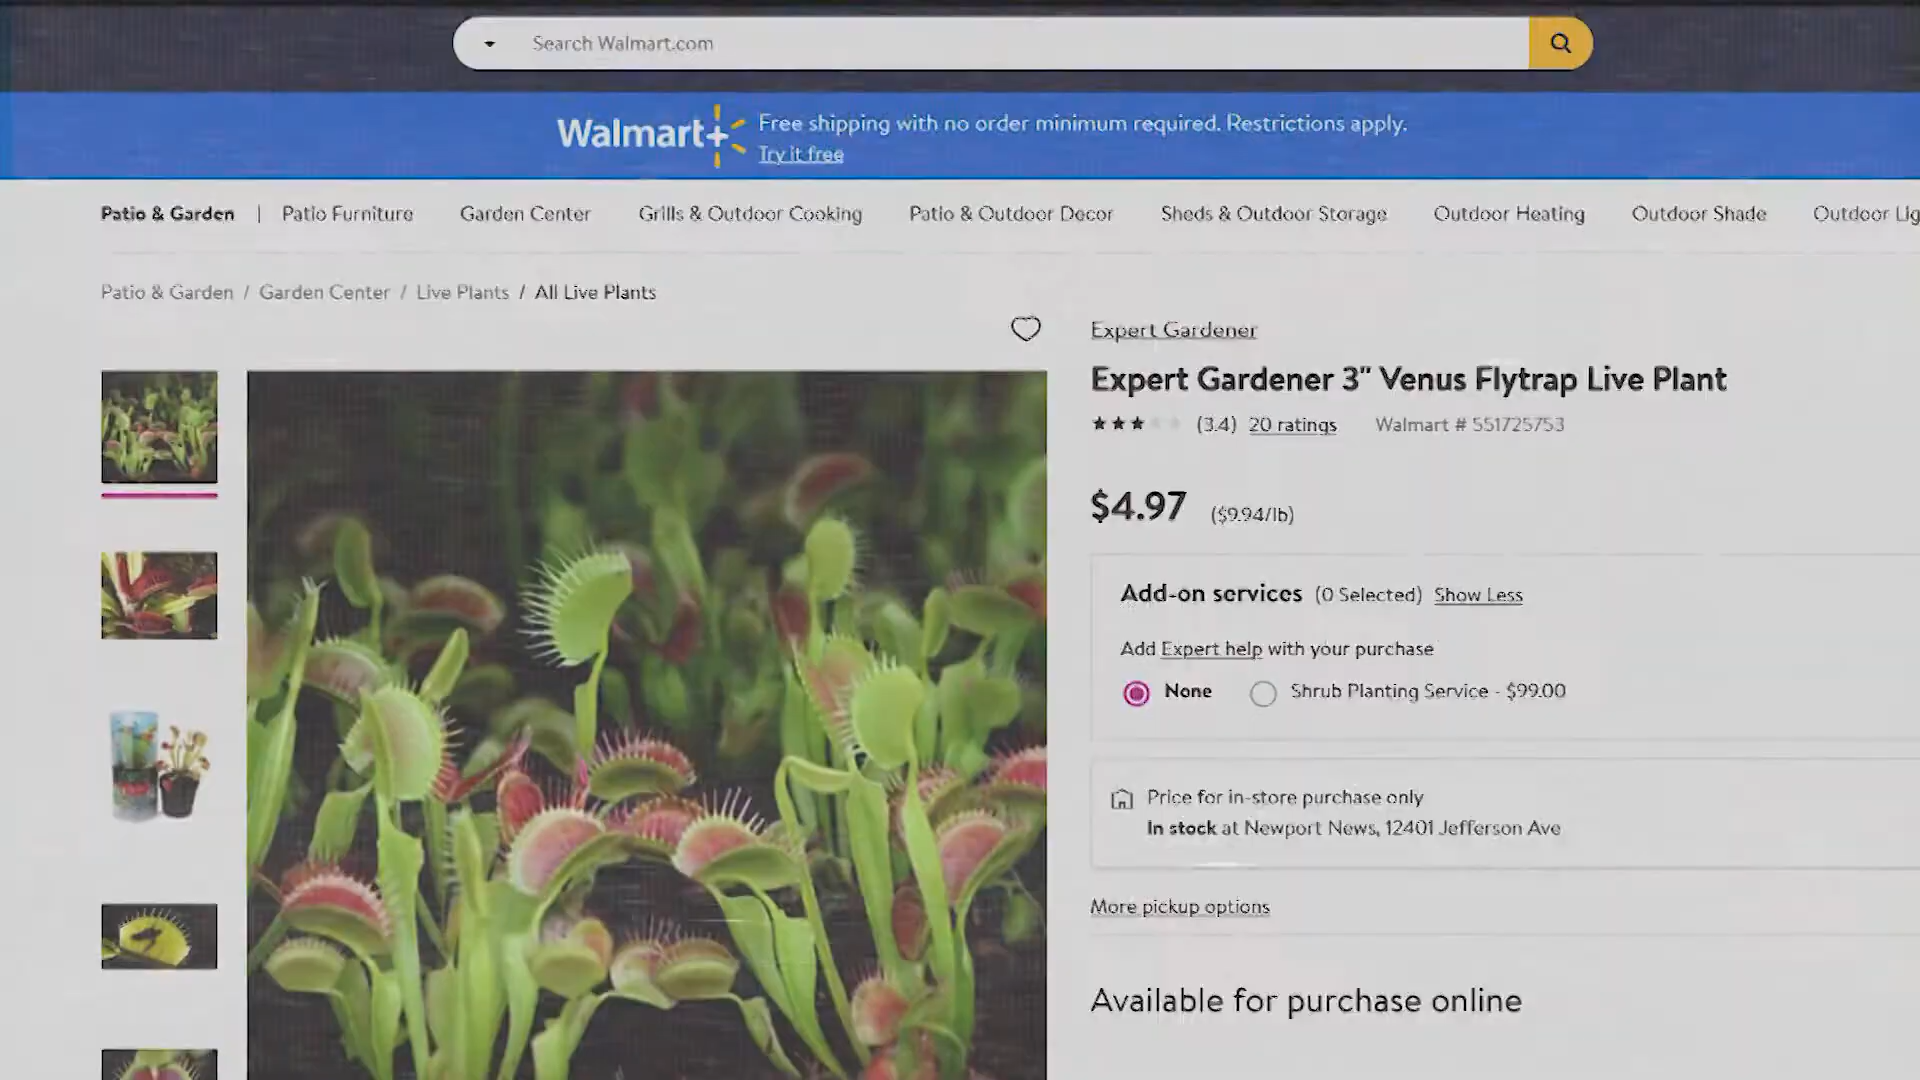 Search Walmart.com
Walmart+
Free shipping with no order minimum required. Restrictions apply.
Try it free
Patio & Garden | Patio Furniture Garden Center Grills & Outdoor Cooking Patio & Outdoor Decor Sheds & Outdoor Storage Outdoor Heating Outdoor Shade Outdoor Lig
Patio & Garden / Garden Center / Live Plants / All Live Plants
Expert Gardener
Expert Gardener 3" Venus Flytrap Live Plant
(3.4) 20 ratings Walmart # 551725753
$4.97 ($9.94/lb)
Add-on services (0 Selected) Show Less
Add Expert help with your purchase
None Shrub Planting Service - $99.00
Price for in-store purchase only
In stock at Newport News, 12401 Jefferson Ave
More pickup options
Available for purchase online